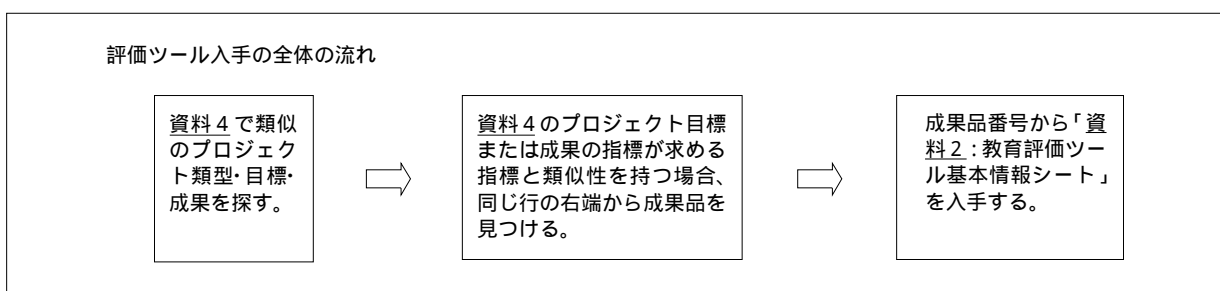 評価ツール入手の全体の流れ
資料4で類似
のプロジェク
ト類型･目標･
成果を探す。
資料4のプロジェクト目標
または成果の指標が求める
指標と類似性を持つ場合、
同じ行の右端から成果品を
見つける。
成果品番号から「資
料2:教育評価ツー
ル基本情報シート」
を入手する。